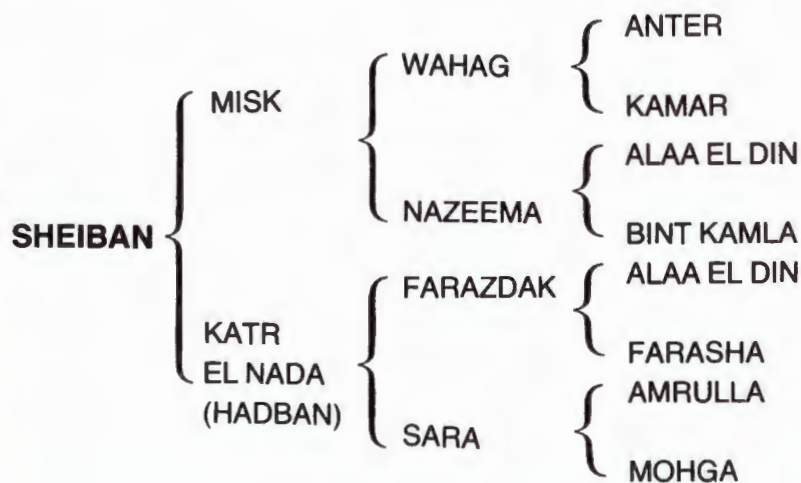 ANTER
WAHAG
MISK
KAMAR
ALAA EL DIN
NAZEEMA
BINT KAMLA
SHEIBAN
FARAZDAK
ALAA EL DIN
KATR
EL NADA
(HADBAN)
FARASHA
AMRULLA
SARA
MOHGA